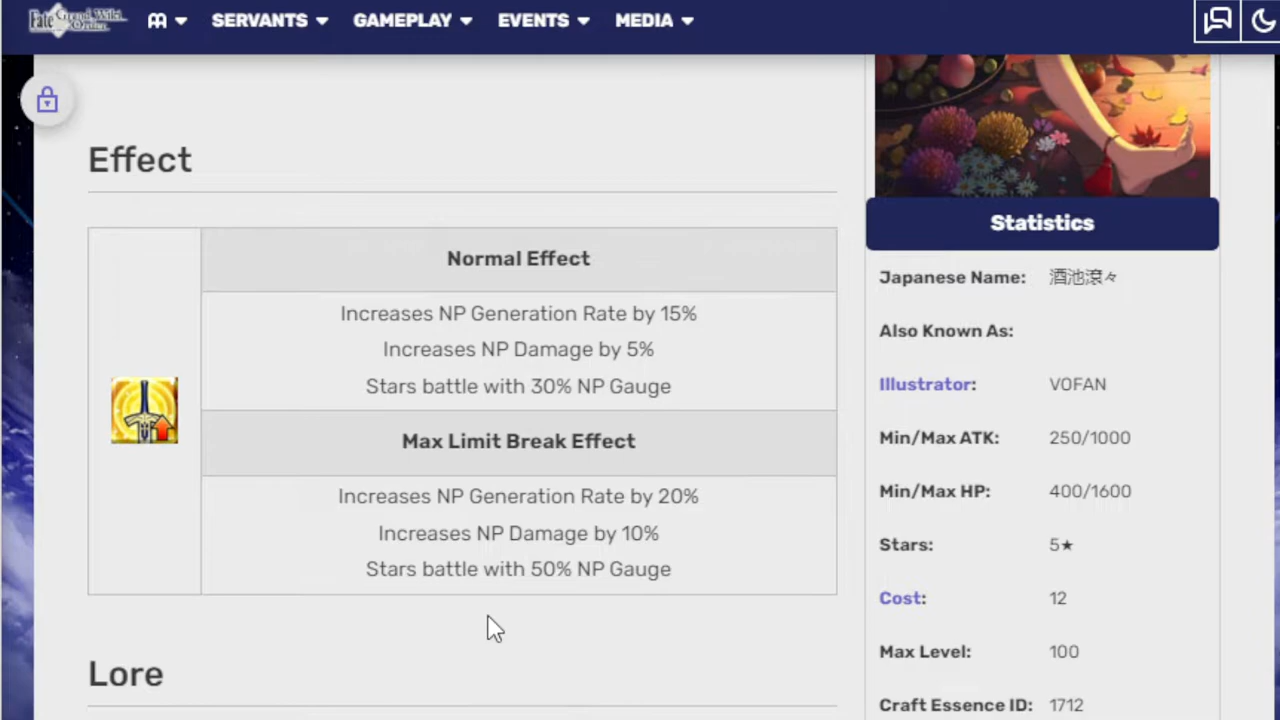 Fate Grand Wiki Order
SERVANTS
GAMEPLAY
EVENTS
MEDIA
Effect
Normal Effect
Increases NP Generation Rate by 15%
Increases NP Damage by 5%
Stars battle with 30% NP Gauge
Max Limit Break Effect
Increases NP Generation Rate by 20%
Increases NP Damage by 10%
Stars battle with 50% NP Gauge
Lore
Statistics
Japanese Name: 酒池滾々
Also Known As:
Illustrator: VOFAN
Min/Max ATK: 250/1000
Min/Max HP: 400/1600
Stars: 5★
Cost: 12
Max Level: 100
Craft Essence ID: 1712